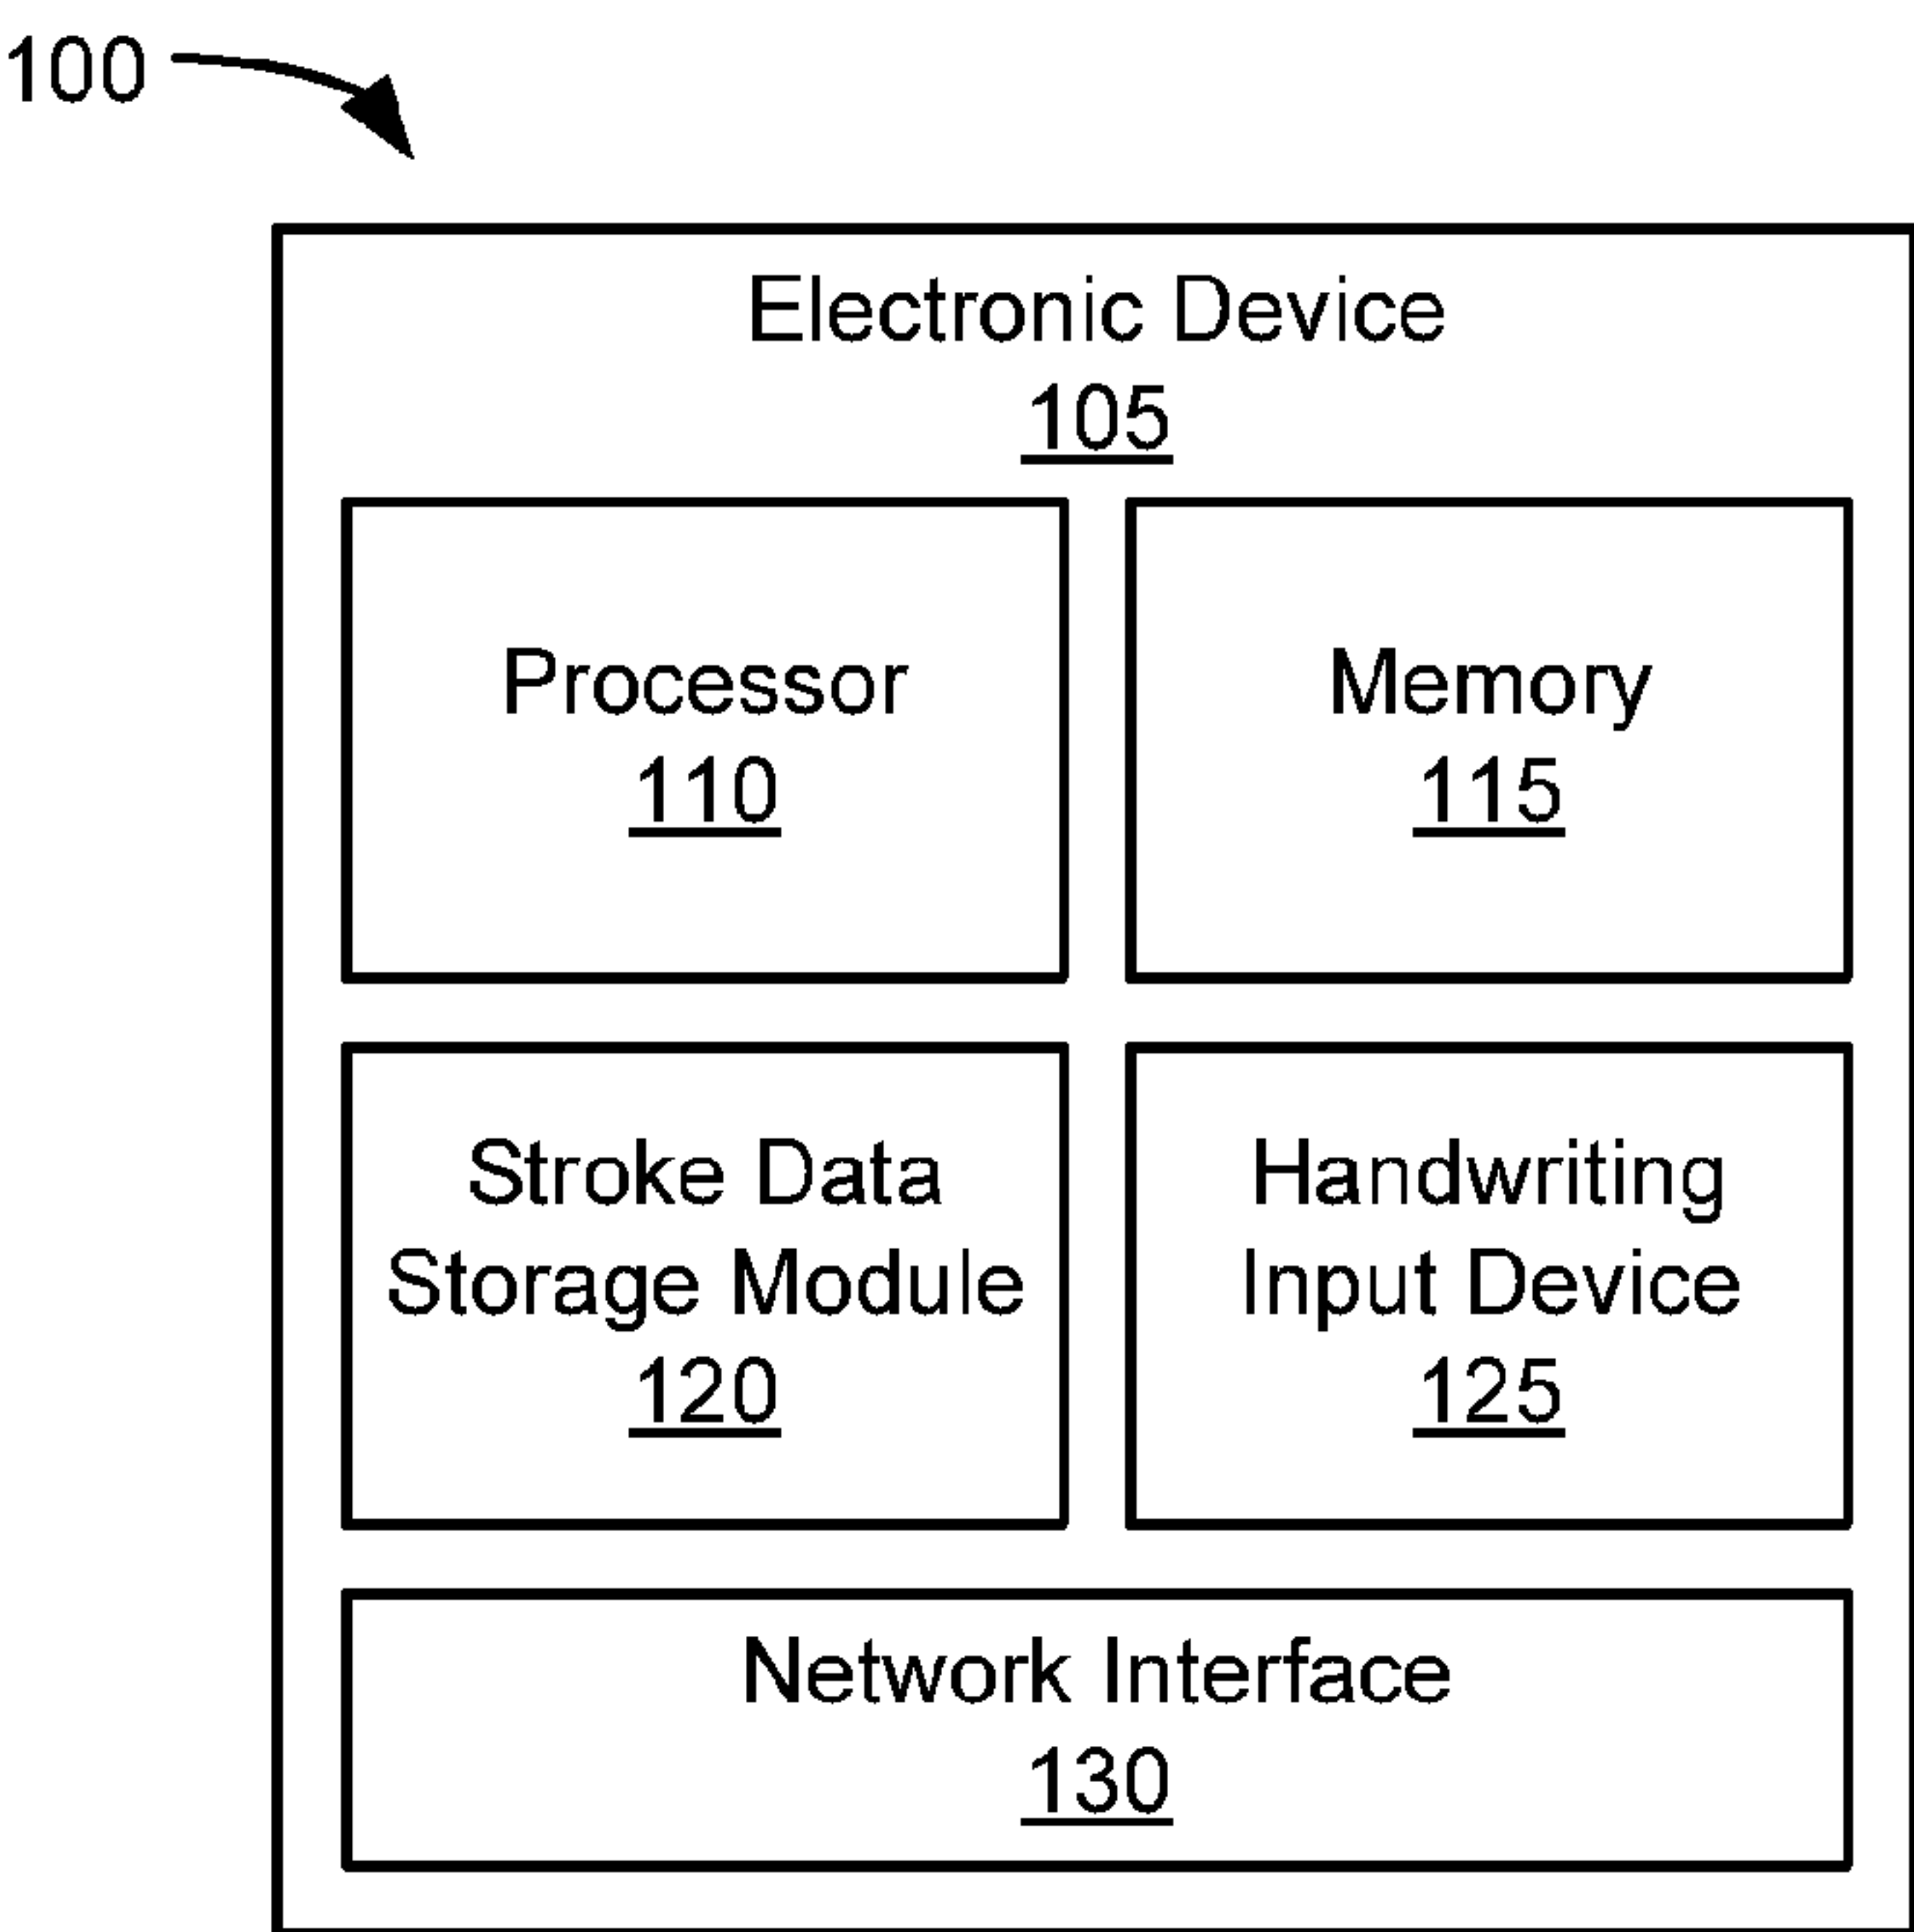 100
Electronic Device
105
Processor
110
Memory
115
Stroke Data
Storage Module
120
Handwriting
Input Device
125
Network Interface
130